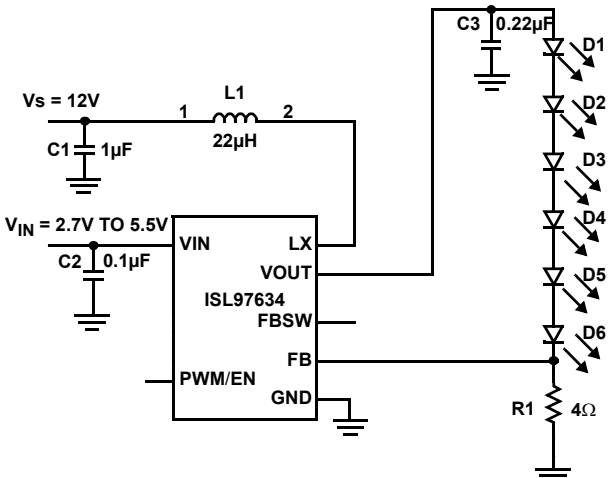 C3 0.22µF
D1
L1
Vs = 12V
1 2
D2
C1 1µF
22µH
D3
V_IN = 2.7V TO 5.5V
VIN LX
D4
C2 0.1µF
VOUT
ISL97634
D5
FBSW
D6
FB
PWM/EN
GND
R1 4Ω